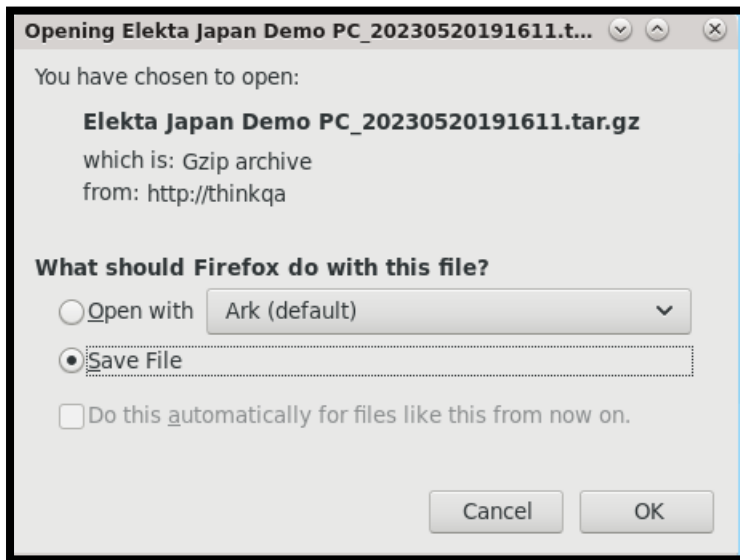 Opening Elekta Japan Demo PC_20230520191611.t...
You have chosen to open:
Elekta Japan Demo PC_20230520191611.tar.gz
which is: Gzip archive
from: http://thinkqa
What should Firefox do with this file?
Open with Ark (default)
Save File
Do this automatically for files like this from now on.
Cancel OK